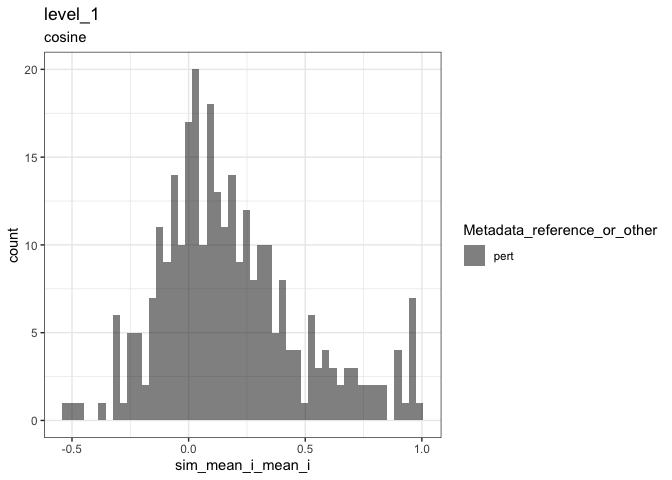 level_1
cosine
20
15
10
5
0
count
-0.5
0.0
0.5
1.0
sim_mean_i_mean_i
Metadata_reference_or_other
pert